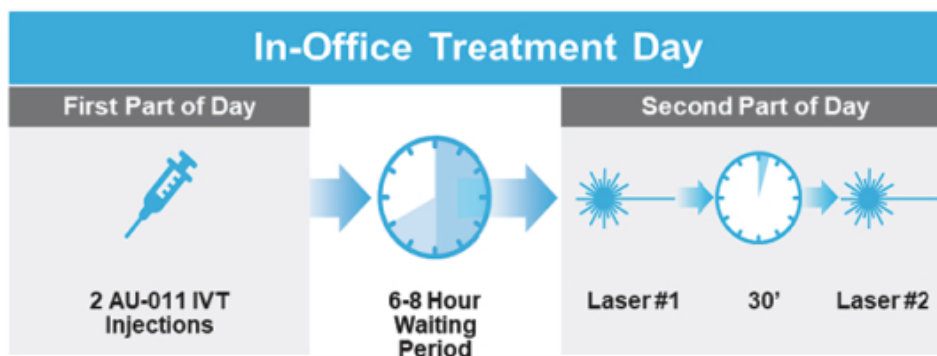 In-Office Treatment Day
First Part of Day
Second Part of Day
2 AU-011 IVT
Injections
6-8 Hour
Waiting
Period
Laser #1
30’
Laser #2